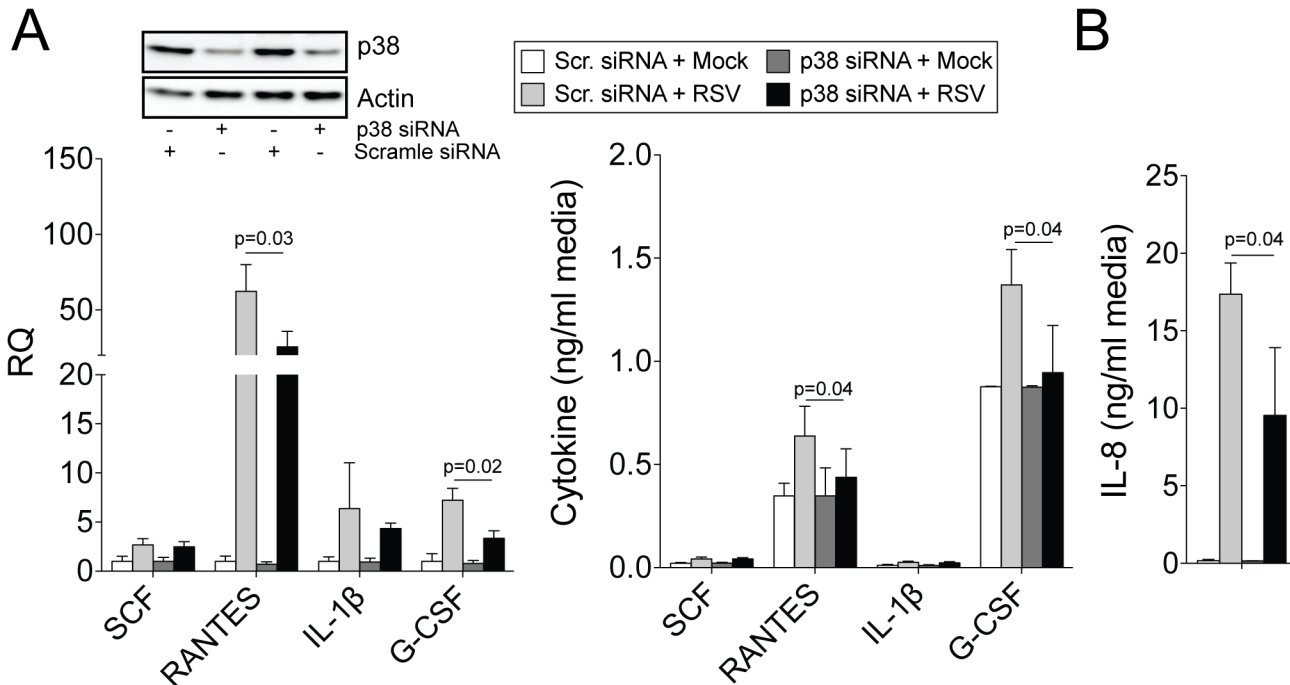 A
p38
Actin
- + - + p38 siRNA
+ - + - Scramle siRNA
Scr. siRNA + Mock
p38 siRNA + Mock
Scr. siRNA + RSV
p38 siRNA + RSV
B
RQ
150
100
50
20
15
10
5
0
p=0.03
p=0.02
SCF
RANTES
IL-1β
G-CSF
Cytokine (ng/ml media)
2.0
1.5
1.0
0.5
0.0
p=0.04
p=0.04
SCF
RANTES
IL-1β
G-CSF
IL-8 (ng/ml media)
25
20
15
10
5
0
p=0.04